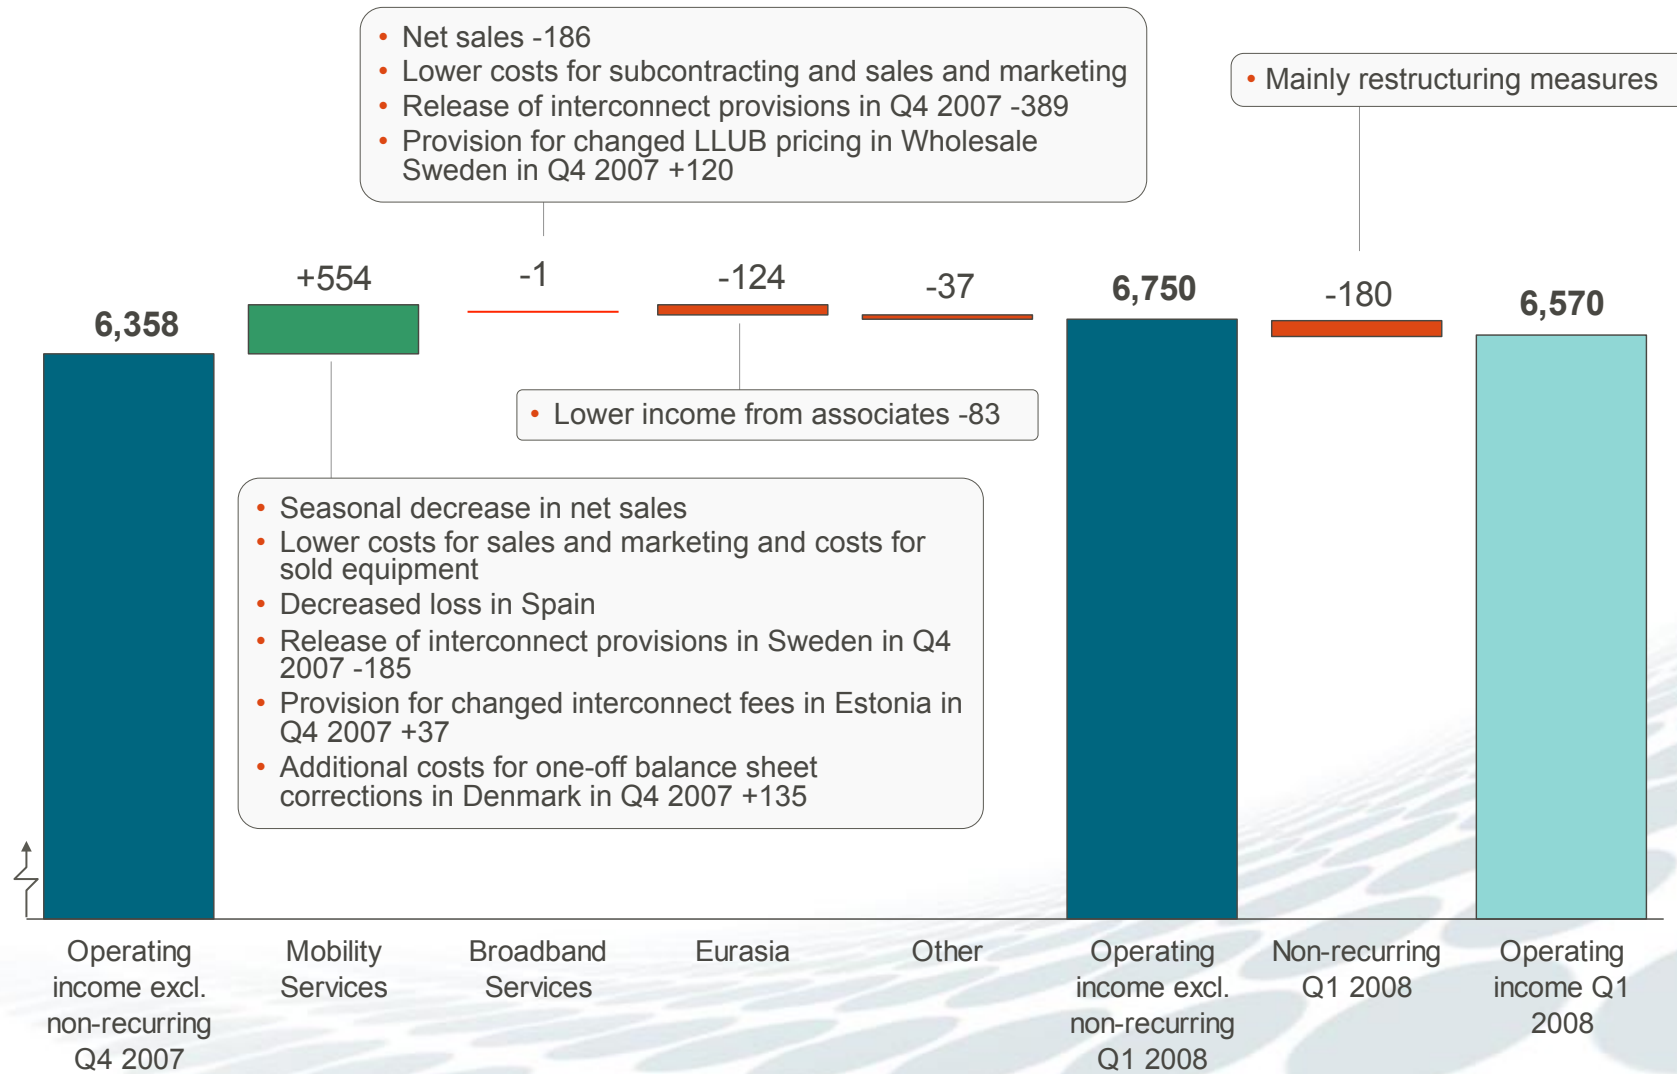 • Net sales -186
• Lower costs for subcontracting and sales and marketing
• Release of interconnect provisions in Q4 2007 -389
• Provision for changed LLUB pricing in Wholesale
Sweden in Q4 2007 +120
• Mainly restructuring measures
6,358
+554
-1
-124
-37
6,750
-180
6,570
• Lower income from associates -83
• Seasonal decrease in net sales
• Lower costs for sales and marketing and costs for
sold equipment
• Decreased loss in Spain
• Release of interconnect provisions in Sweden in Q4
2007 -185
• Provision for changed interconnect fees in Estonia in
Q4 2007 +37
• Additional costs for one-off balance sheet
corrections in Denmark in Q4 2007 +135
Operating
income excl.
non-recurring
Q4 2007
Mobility
Services
Broadband
Services
Eurasia
Other
Operating
income excl.
non-recurring
Q1 2008
Non-recurring
Q1 2008
Operating
income Q1
2008